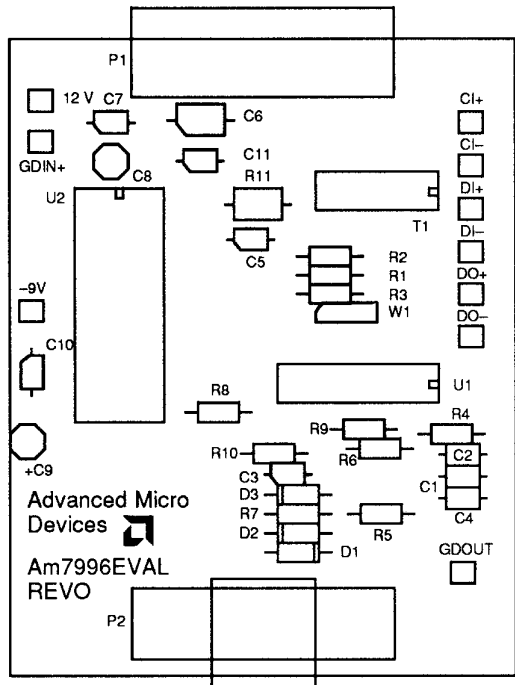 P1
12 V
C7
C6
CI+
GDIN+
CI–
C8
C11
U2
R11
DI+
T1
DI–
C5
R2
–9V
R1
DO+
R3
W1
DO–
C10
U1
R8
R4
R9
+C9
R10
R6
C2
C3
C1
Advanced Micro
Devices
D3
R7
R5
C4
D2
D1
GDOUT
Am7996EVAL
REVO
P2